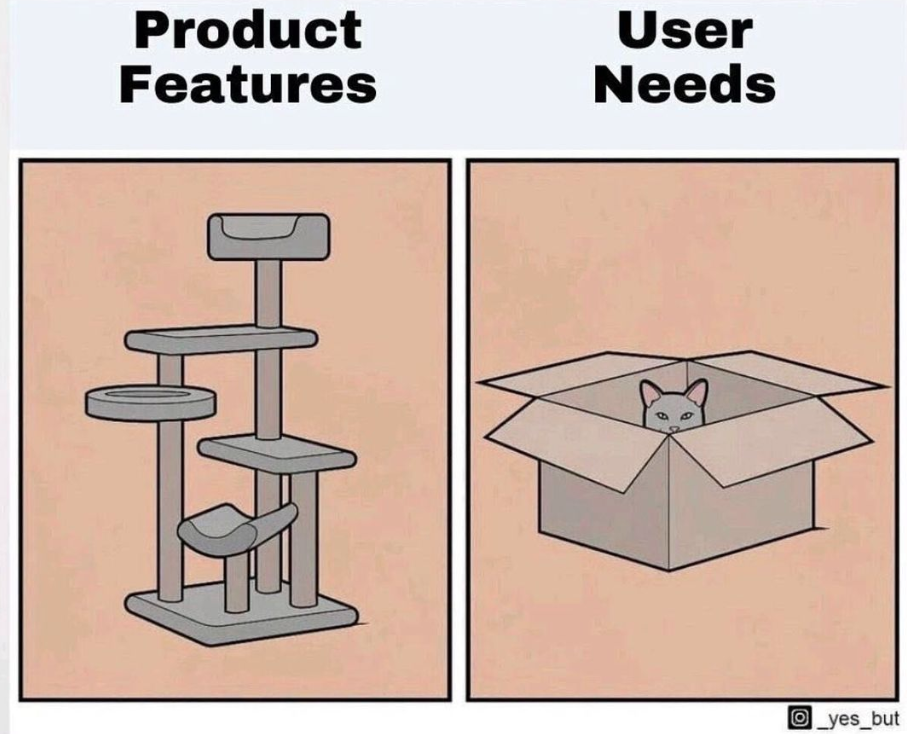 Product
Features
User
Needs
_yes_but